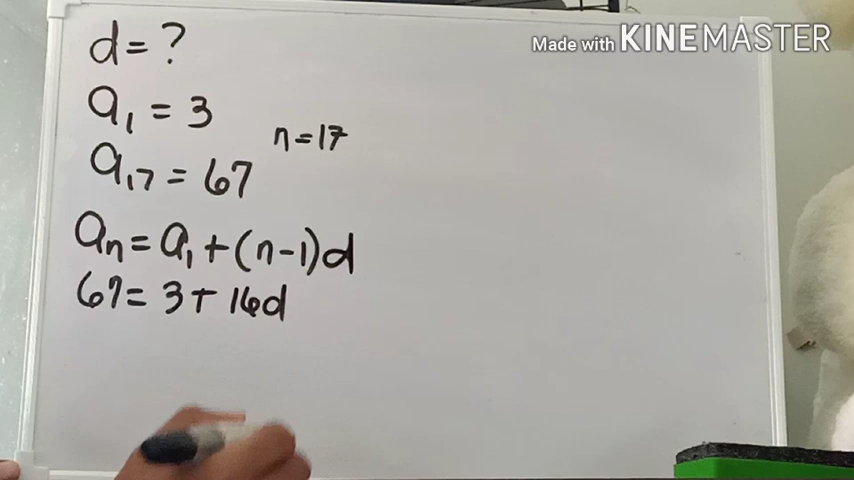 Made with KINEMASTER
d = ?
a₁ = 3
n = 17
a₁₇ = 67
aₙ = a₁ + (n - 1)d
67 = 3 + 16d